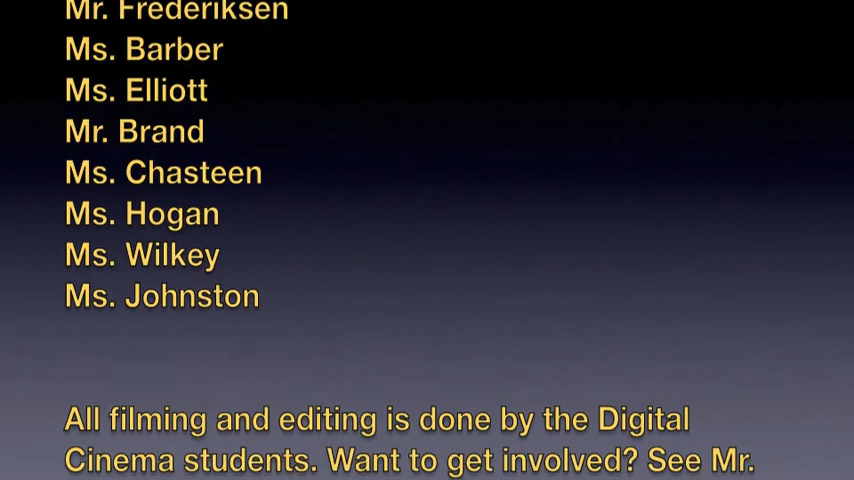 Mr. Frederiksen
Ms. Barber
Ms. Elliott
Mr. Brand
Ms. Chasteen
Ms. Hogan
Ms. Wilkey
Ms. Johnston
All filming and editing is done by the Digital
Cinema students. Want to get involved? See Mr.